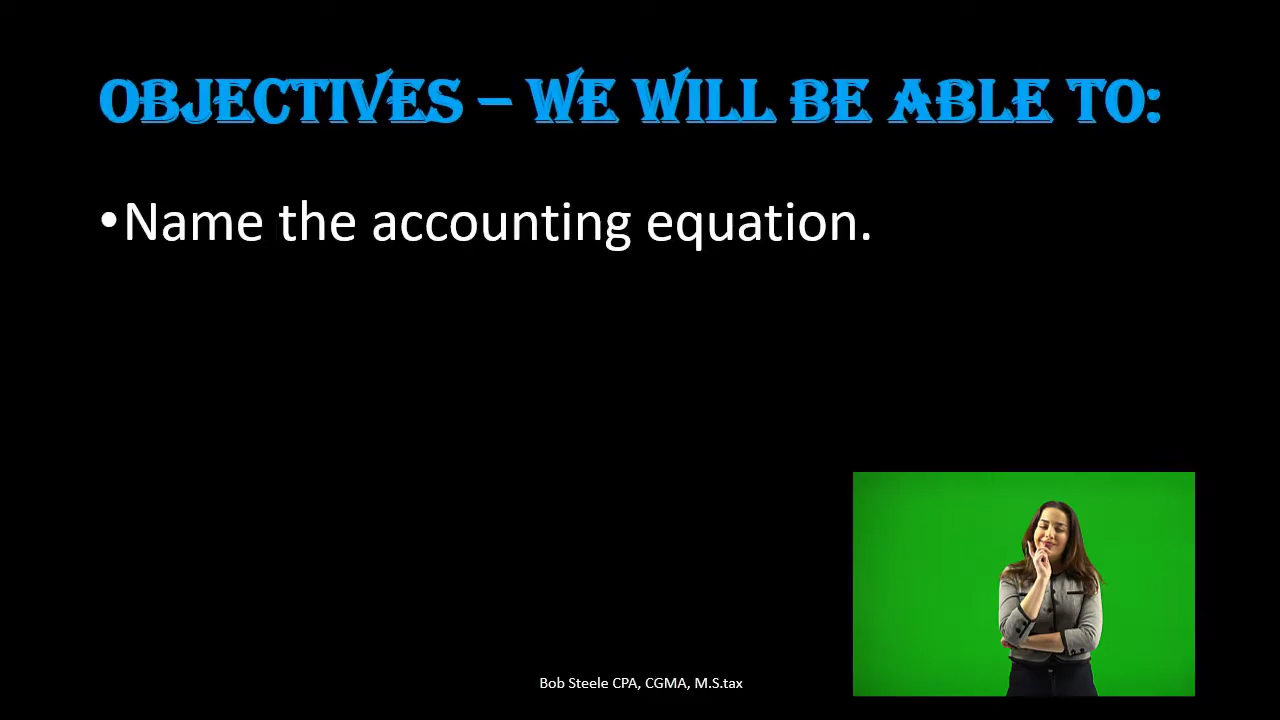 OBJECTIVES – WE WILL BE ABLE TO:
•Name the accounting equation.
Bob Steele CPA, CGMA, M.S.tax